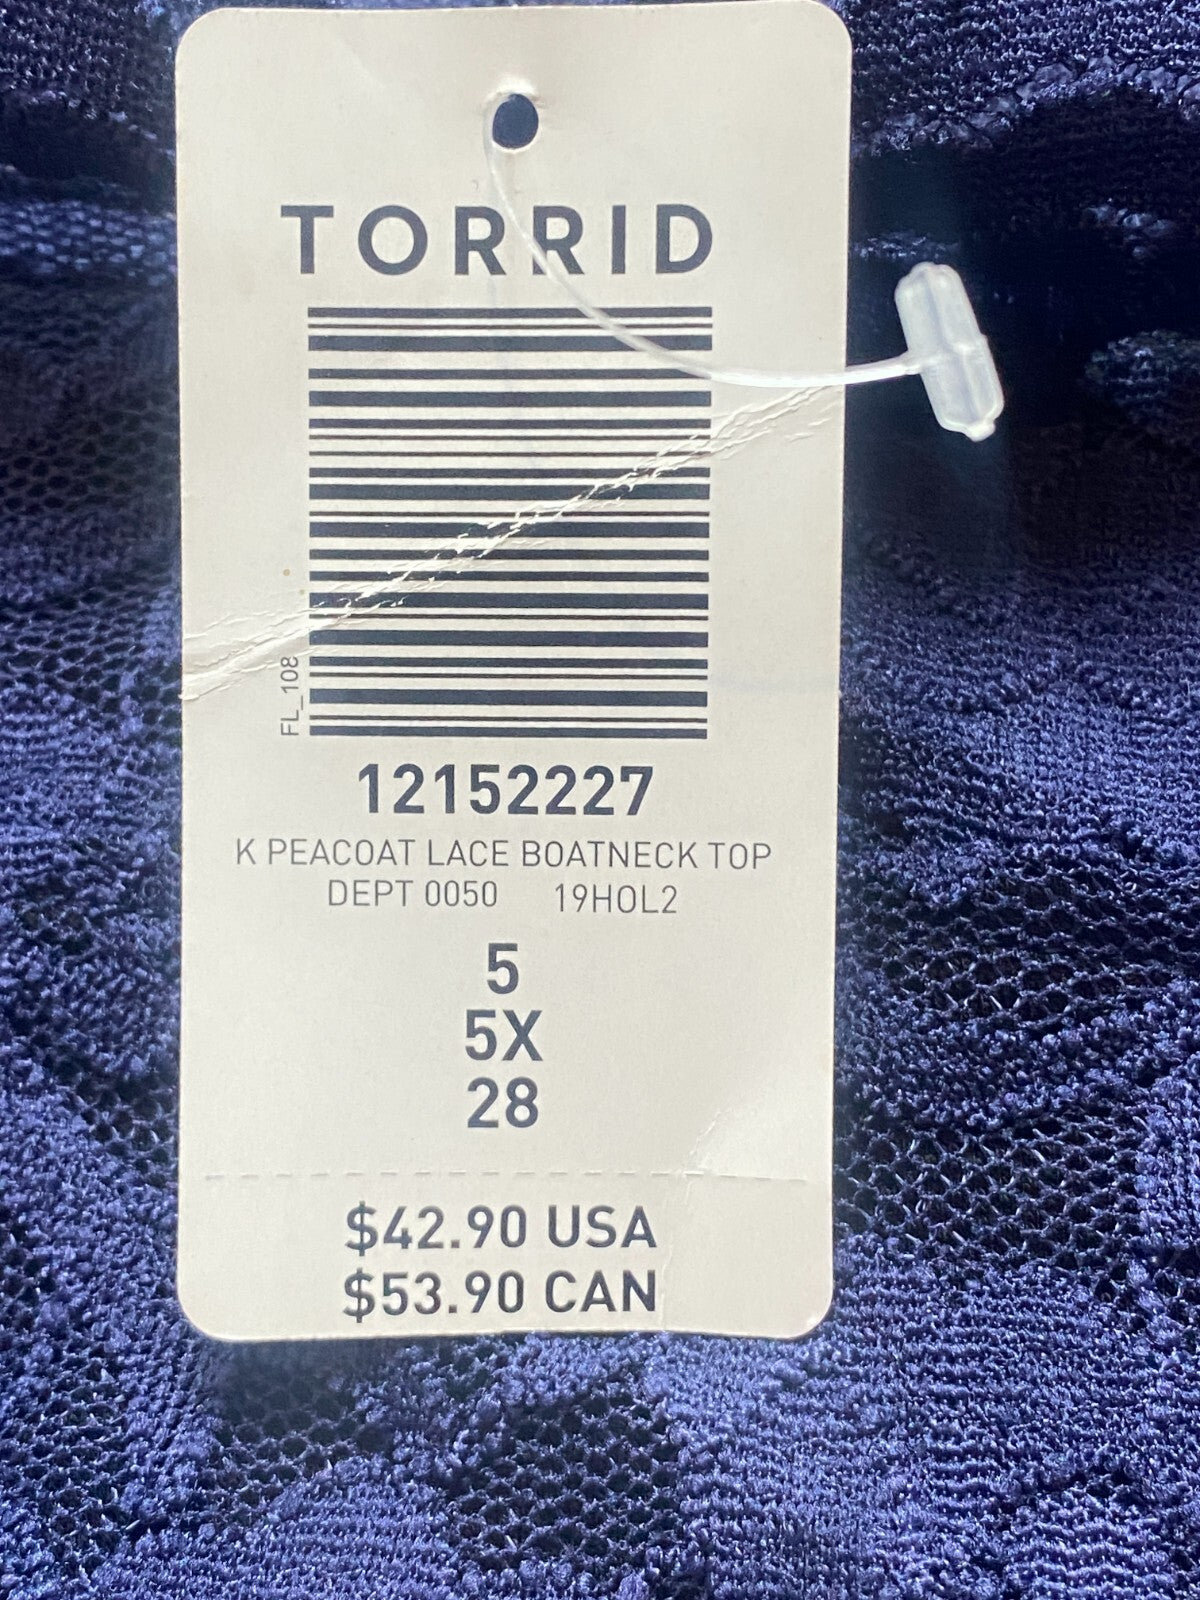 TORRID
FL_108
12152227
K PEACOAT LACE BOATNECK TOP
DEPT 0050 19HOL2
5
5X
28
$42.90 USA
$53.90 CAN